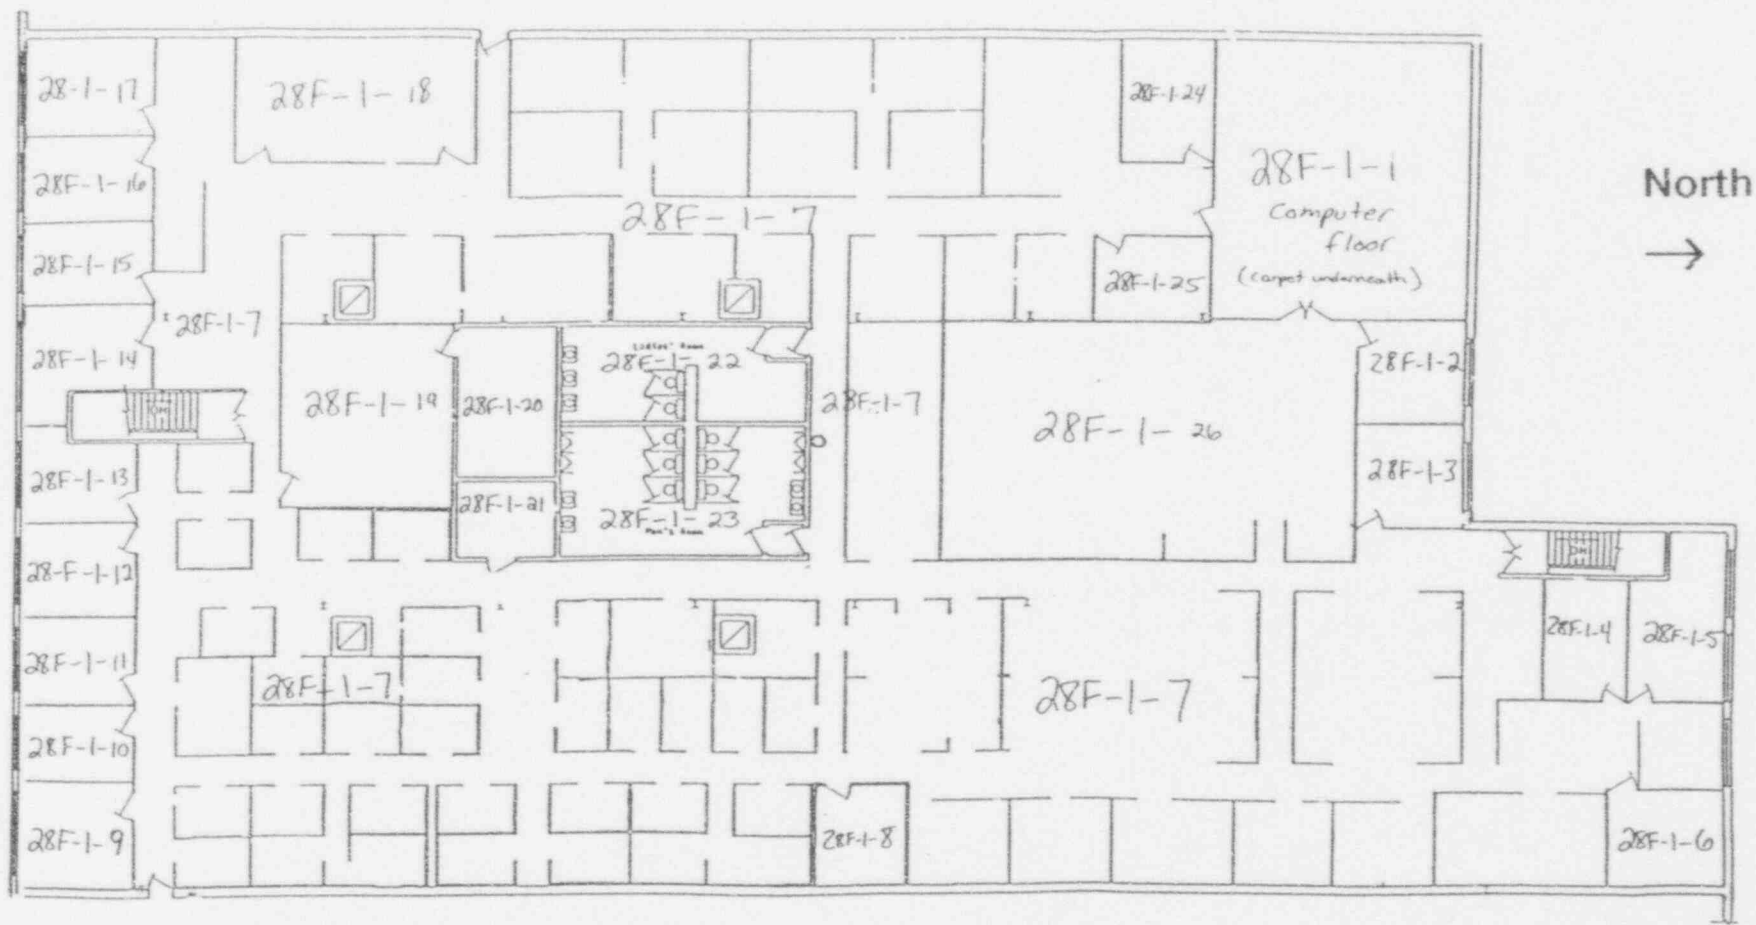 28-1-17
28F-1-18
28F-1-24
28F-1-1
Computer
floor
(carpet underneath)
North
→
28F-1-16
28F-1-7
28F-1-15
28F-1-25
28F-1-7
28F-1-14
Room
28F-1-22
28F-1-2
28F-1-19
28F-1-20
28F-1-7
28F-1-26
28F-1-3
28F-1-13
28F-1-21
28F-1-23
Men's Room
28-F-1-12
28F-1-11
28F-1-7
28F-1-7
28F-1-4
28F-1-5
28F-1-10
28F-1-9
28F-1-8
28F-1-6